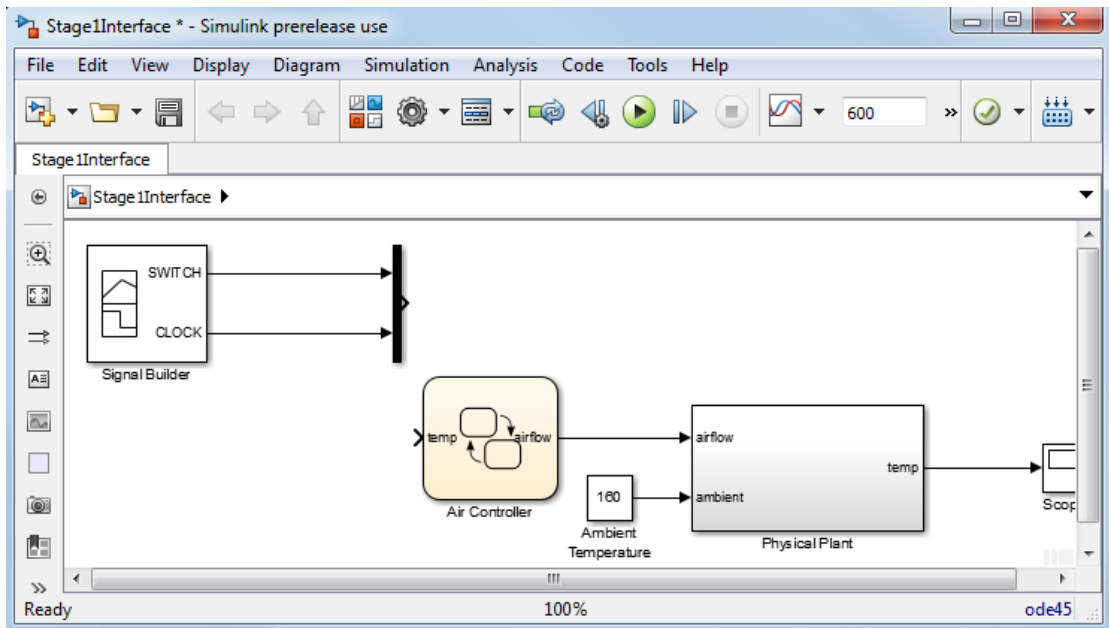 Stage1Interface * - Simulink prerelease use
File Edit View Display Diagram Simulation Analysis Code Tools Help
600 »
Stage1Interface
Stage1Interface
SWITCH
CLOCK
Signal Builder
temp airflow
Air Controller
160
Ambient
Temperature
airflow
temp
ambient
Physical Plant
Scop
Ready 100% ode45